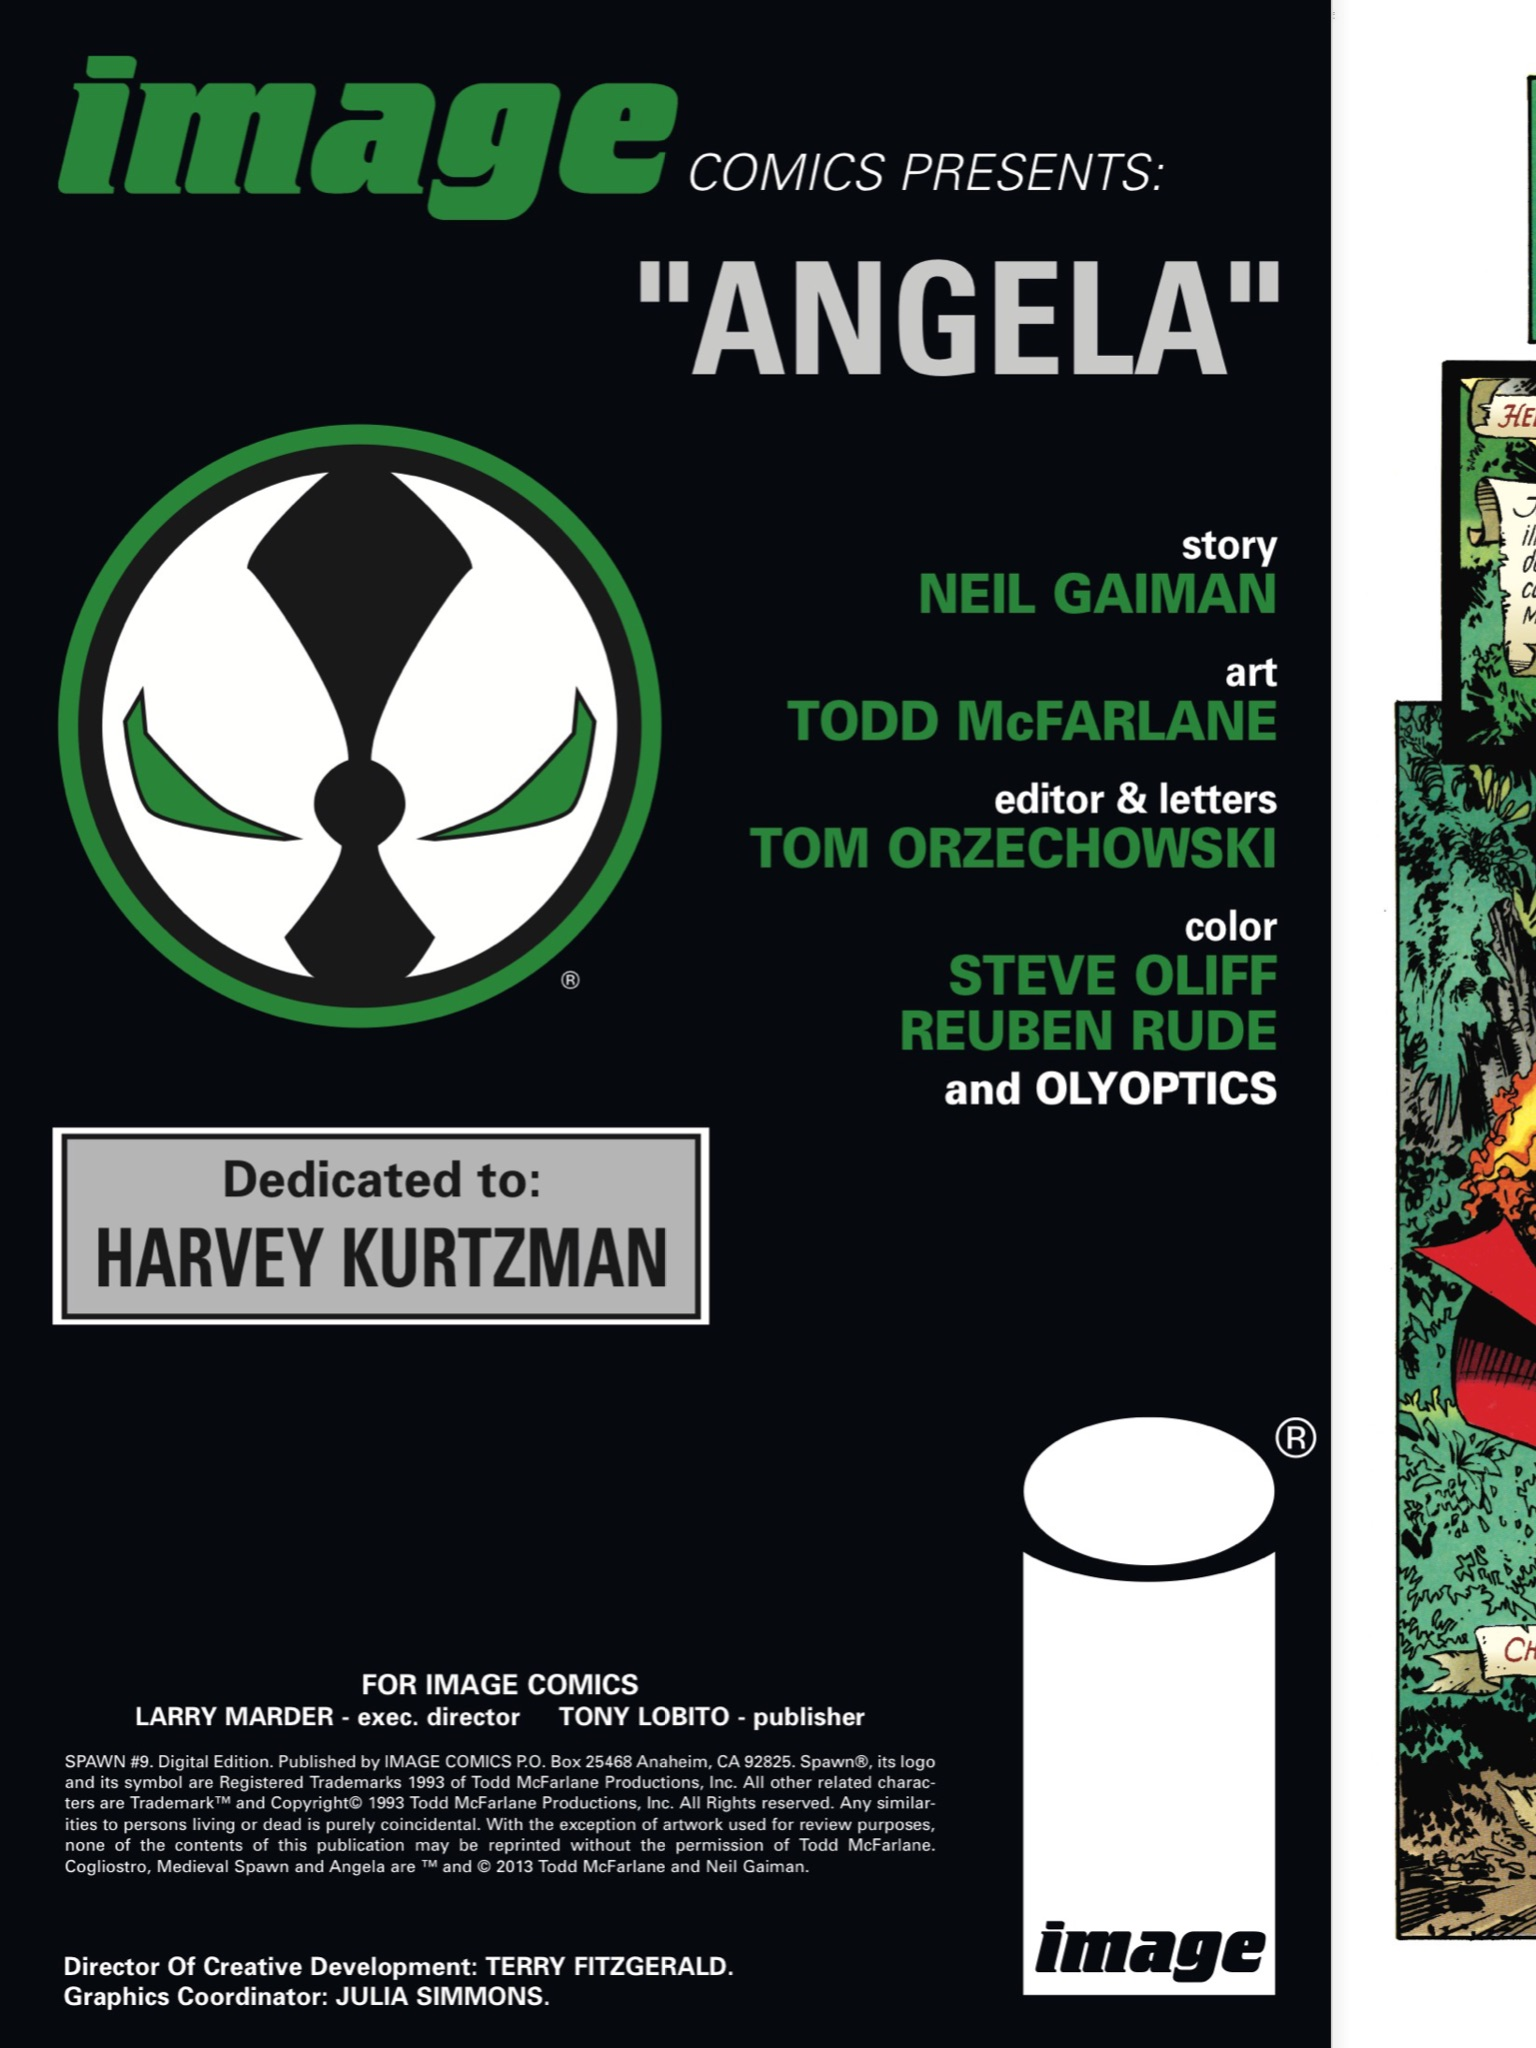 image COMICS PRESENTS:
"ANGELA"
story
NEIL GAIMAN
art
TODD McFARLANE
editor & letters
TOM ORZECHOWSKI
color
STEVE OLIFF
REUBEN RUDE
and OLYOPTICS
®
Dedicated to:
HARVEY KURTZMAN
®
image
FOR IMAGE COMICS
LARRY MARDER - exec. director TONY LOBITO - publisher
SPAWN #9. Digital Edition. Published by IMAGE COMICS P.O. Box 25468 Anaheim, CA 92825. Spawn®, its logo
and its symbol are Registered Trademarks 1993 of Todd McFarlane Productions, Inc. All other related charac-
ters are Trademark™ and Copyright© 1993 Todd McFarlane Productions, Inc. All Rights reserved. Any similar-
ities to persons living or dead is purely coincidental. With the exception of artwork used for review purposes,
none of the contents of this publication may be reprinted without the permission of Todd McFarlane.
Cogliostro, Medieval Spawn and Angela are ™ and © 2013 Todd McFarlane and Neil Gaiman.
Director Of Creative Development: TERRY FITZGERALD.
Graphics Coordinator: JULIA SIMMONS.